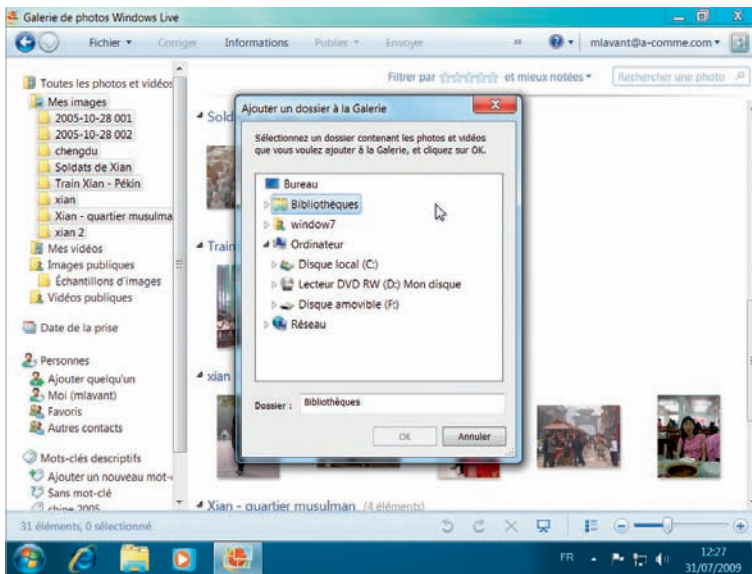 Galerie de photos Windows Live
Fichier Corriger Informations Publier Envoyer » mlavant@a-comme.com
Filtrer par et mieux notées Rechercher une photo
Toutes les photos et vidéos
Mes images
2005-10-28 001
2005-10-28 002
chengdu
Soldats de Xian
Train Xian - Pékin
xian
Xian - quartier musulma
xian 2
Mes vidéos
Images publiques
Échantillons d'images
Vidéos publiques
Date de la prise
Personnes
Ajouter quelqu'un
Moi (mlavant)
Favoris
Autres contacts
Mots-clés descriptifs
Ajouter un nouveau mot-
Sans mot-clé
chine 2005
Sold
Train
xian
Xian - quartier musulman (4 éléments)
Ajouter un dossier à la Galerie
Sélectionnez un dossier contenant les photos et vidéos
que vous voulez ajouter à la Galerie, et cliquez sur OK.
Bureau
Bibliothèques
window7
Ordinateur
Disque local (C:)
Lecteur DVD RW (D:) Mon disque
Disque amovible (F:)
Réseau
Dossier : Bibliothèques
OK Annuler
31 éléments, 0 sélectionné
FR 12:27
31/07/2009